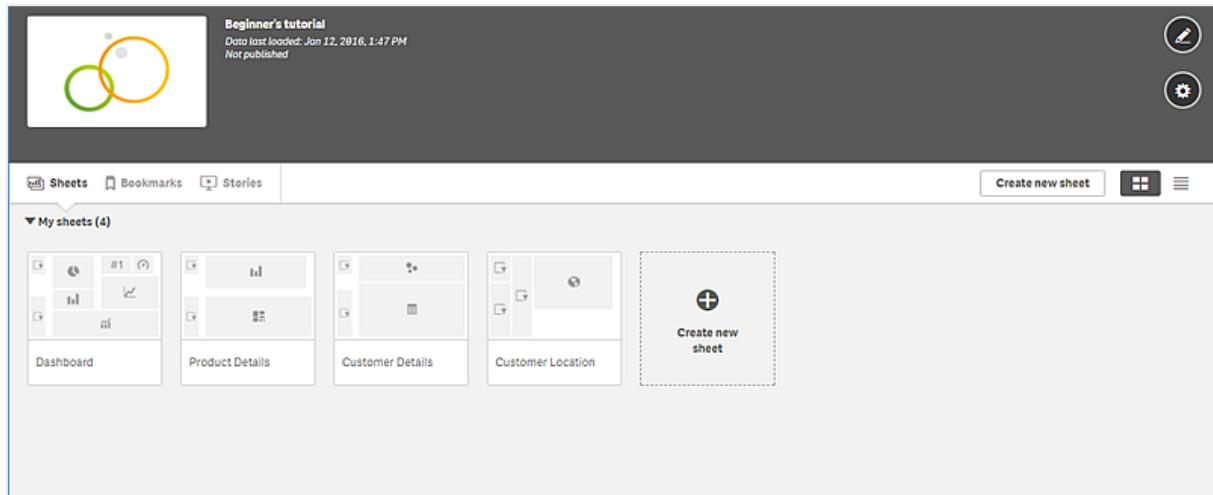 Beginner's tutorial
Data last loaded: Jan 12, 2016, 1:47 PM
Not published
Sheets
Bookmarks
Stories
Create new sheet
My sheets (4)
#1
Dashboard
Product Details
Customer Details
Customer Location
Create new
sheet